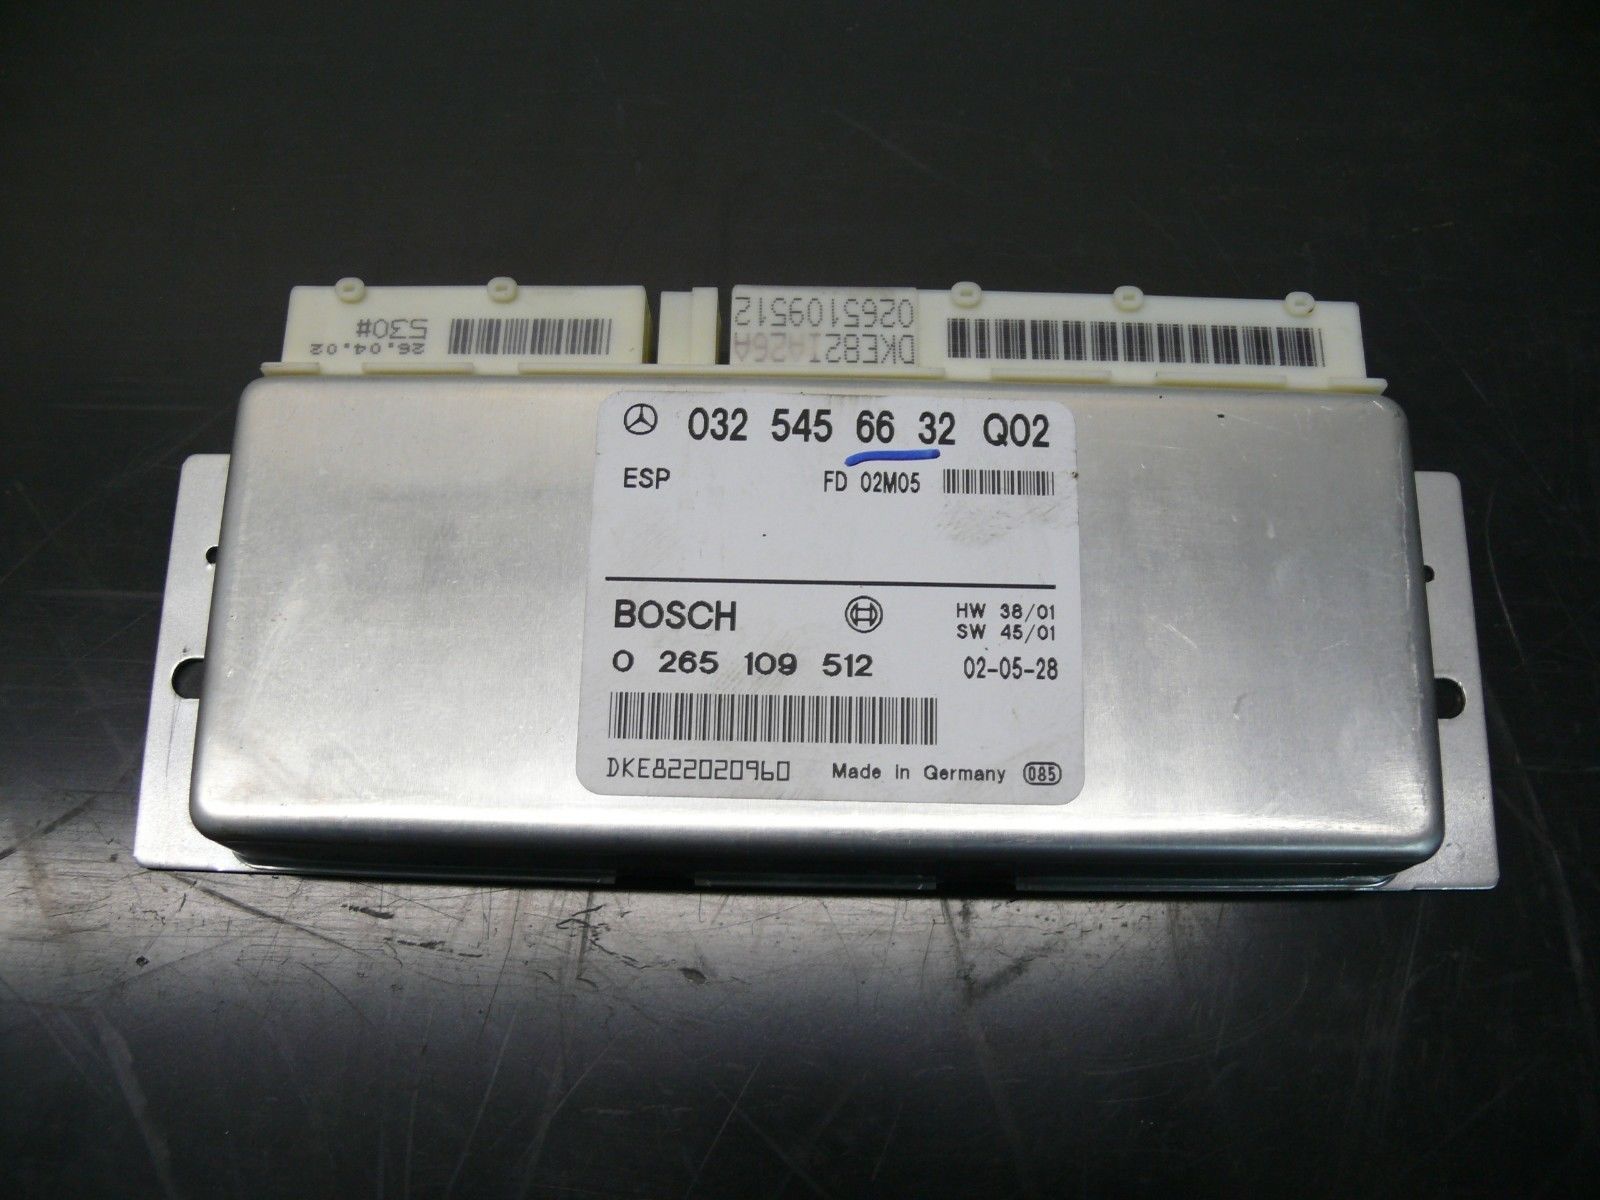 530#
26.04.02
0265109512
DKE82IA26A
032 545 66 32 Q02
ESP FD 02M05
BOSCH HW 38/01
SW 45/01
0 265 109 512 02-05-28
DKE822020960 Made in Germany 085